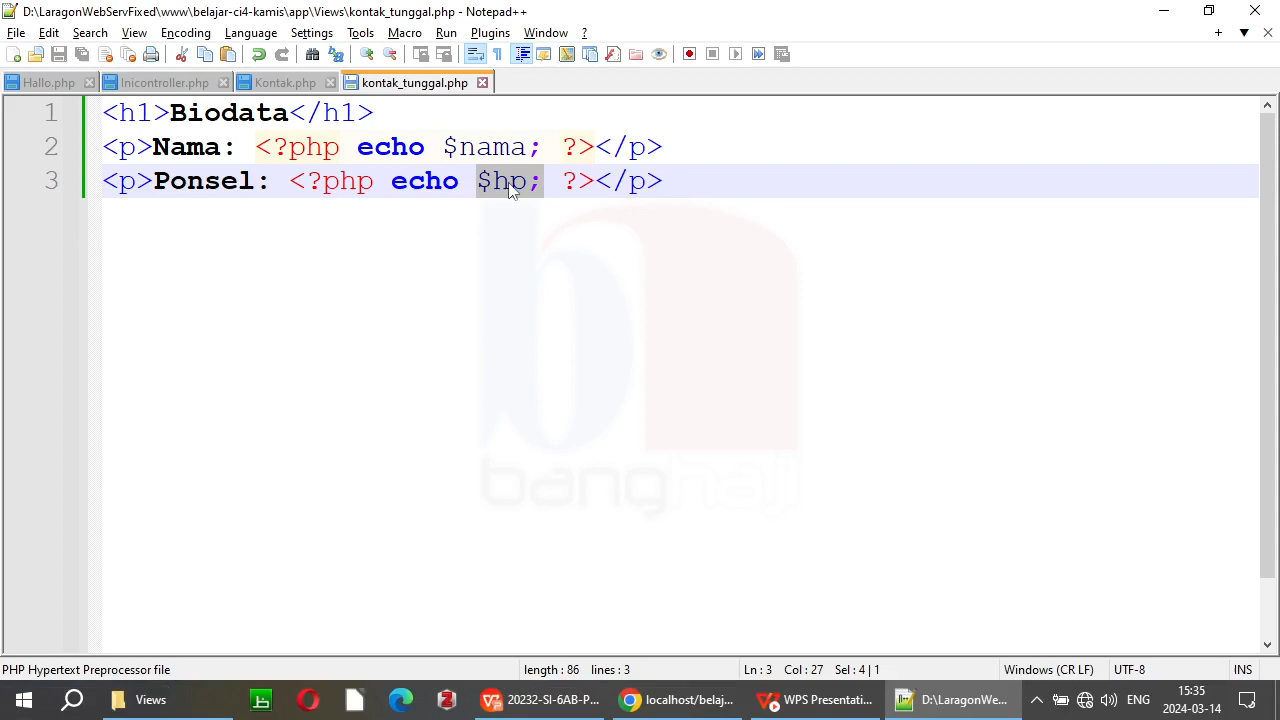 D:\LaragonWebServFixed\www\belajar-ci4-kamis\app\Views\kontak_tunggal.php - Notepad++
File Edit Search View Encoding Language Settings Tools Macro Run Plugins Window ?
Hallo.php Inicontroller.php Kontak.php kontak_tunggal.php
1 <h1>Biodata</h1>
2 <p>Nama: <?php echo $nama; ?></p>
3 <p>Ponsel: <?php echo $hp; ?></p>
banghaji
PHP Hypertext Preprocessor file length : 86 lines : 3 Ln : 3 Col : 27 Sel : 4 | 1 Windows (CR LF) UTF-8 INS
Views 20232-SI-6AB-P... localhost/belaj... WPS Presentati... D:\LaragonWe... ENG 15:35
2024-03-14